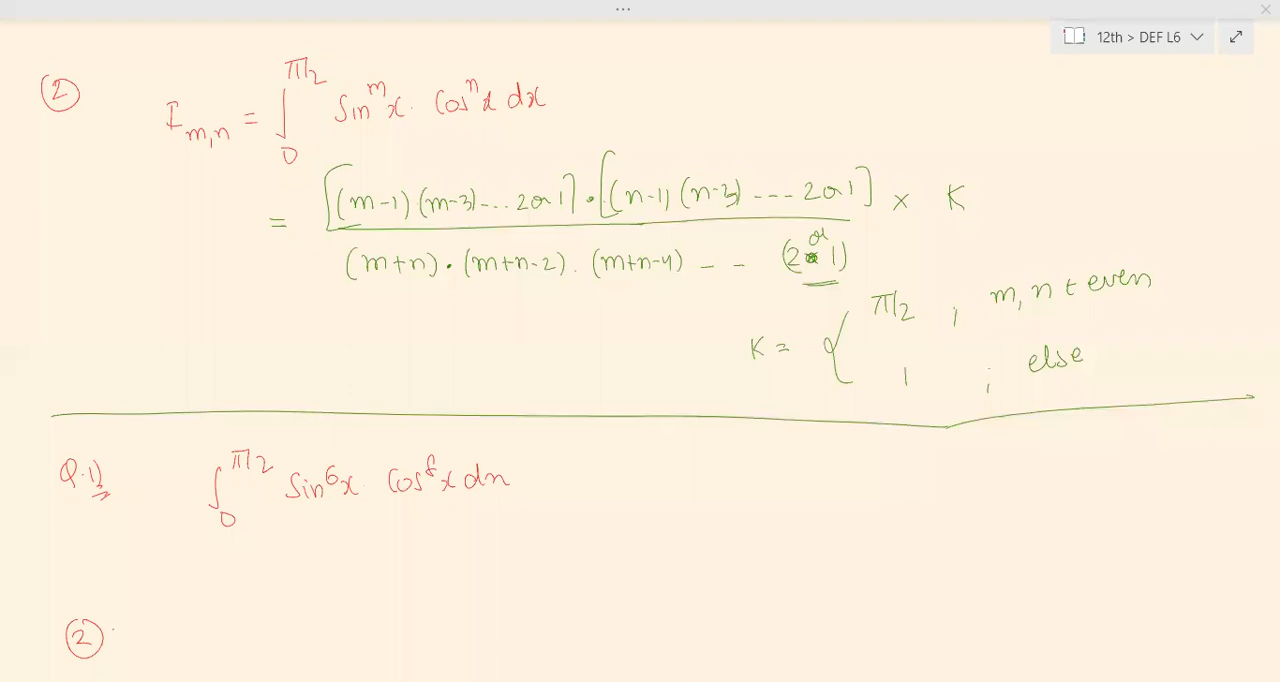 ...
12th > DEF L6
② I_{m,n} = ∫_0^{π/2} Sin^m x · Cos^n x dx
= [(m-1)(m-3)--..2 or 1] · [(n-1)(n-3) ---- 2 or 1] / (m+n)·(m+n-2)·(m+n-4) -- -- (2 or 1) × K
K = { π/2 , m, n ∈ even
1 ; else
Q.1) ∫_0^{π/2} Sin^6 x · Cos^8 x dx
②